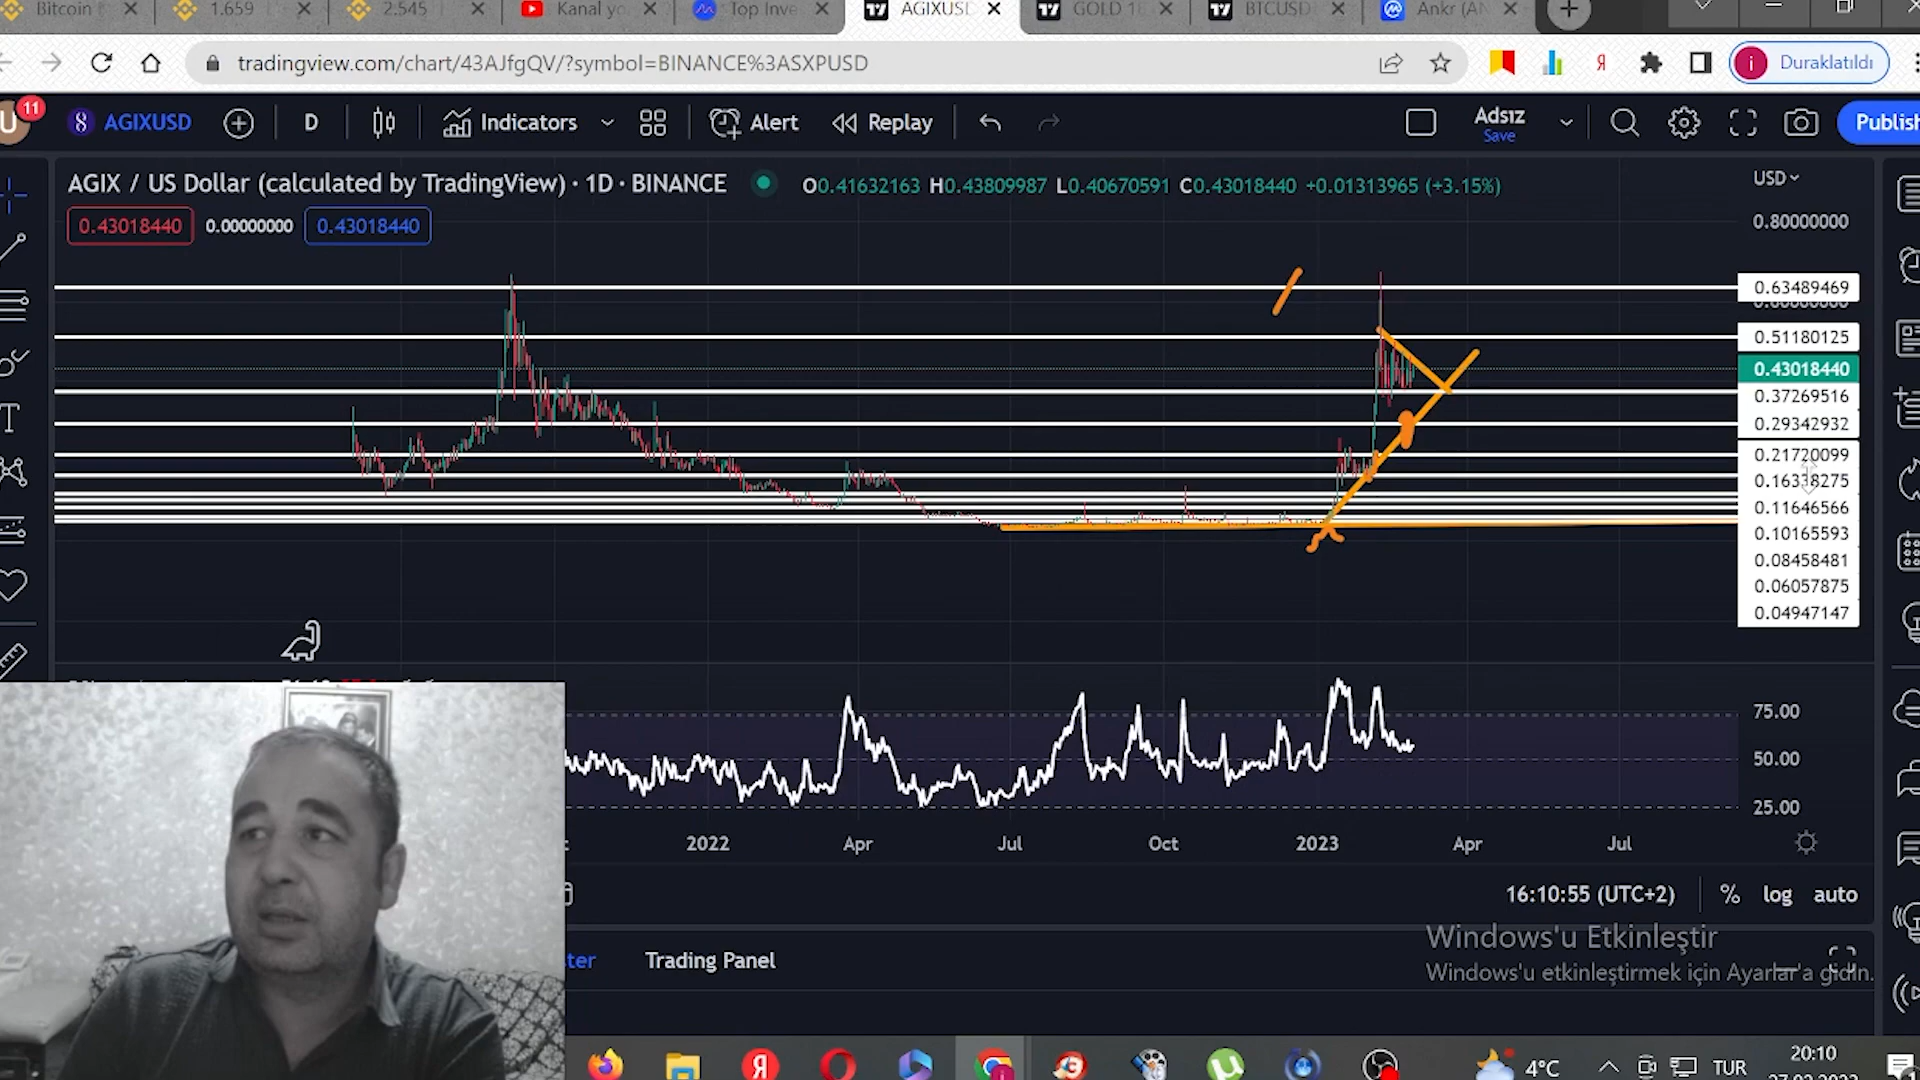 Bitcoin
1.659
2.545
Kanal yo
Top Inve
AGIXUSD
GOLD
BTCUSD
Ankr (AN
tradingview.com/chart/43AJfgQV/?symbol=BINANCE%3ASXPUSD
Duraklatıldı
U
11
AGIXUSD
D
Indicators
Alert
Replay
Adsız
Save
Publish
AGIX / US Dollar (calculated by TradingView) · 1D · BINANCE
O0.41632163 H0.43809987 L0.40670591 C0.43018440 +0.01313965 (+3.15%)
USD
0.43018440
0.00000000
0.43018440
0.80000000
0.63489469
0.51180125
0.43018440
0.37269516
0.29342932
0.21720099
0.16338275
0.11646566
0.10165593
0.08458481
0.06057875
0.04947147
75.00
50.00
25.00
2022
Apr
Jul
Oct
2023
Apr
Jul
16:10:55 (UTC+2)
%
log
auto
Windows'u Etkinleştir
Windows'u etkinleştirmek için Ayarlar'a gidin.
ter
Trading Panel
4°C
TUR
20:10